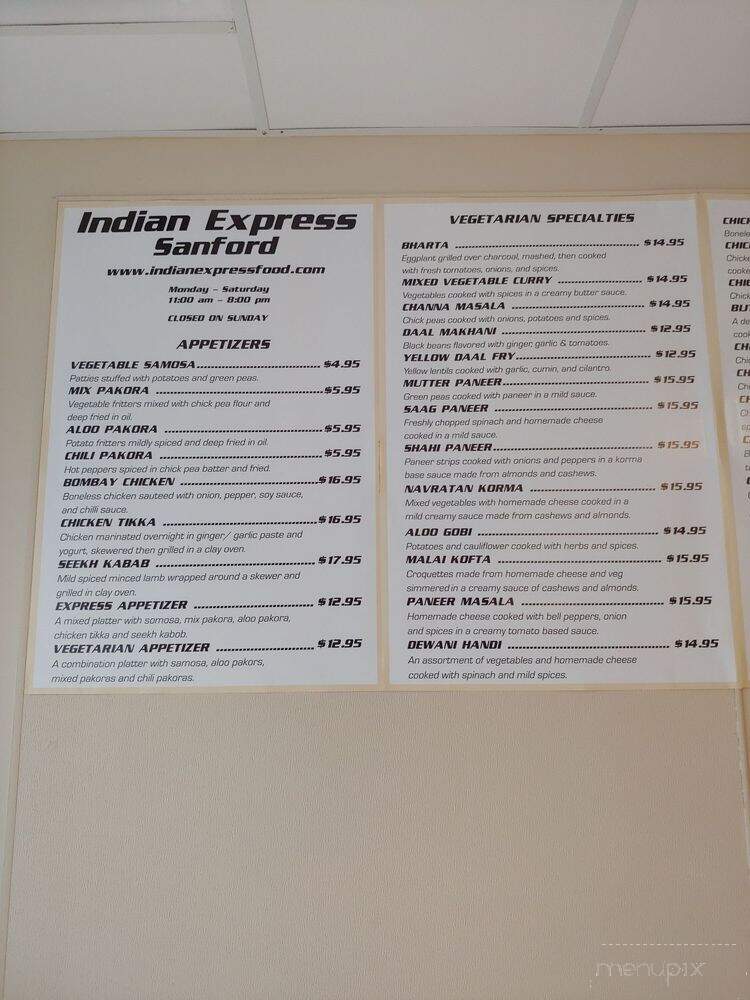 Indian Express
Sanford
www.indianexpressfood.com
Monday - Saturday
11:00 am - 8:00 pm
CLOSED ON SUNDAY
APPETIZERS
VEGETABLE SAMOSA $4.95
Patties stuffed with potatoes and green peas.
MIX PAKORA $5.95
Vegetable fritters mixed with chick pea flour and
deep fried in oil.
ALOO PAKORA $5.95
Potato fritters mildly spiced and deep fried in oil.
CHILI PAKORA $5.95
Hot peppers spiced in chick pea batter and fried.
BOMBAY CHICKEN $16.95
Boneless chicken sauteed with onion, pepper, soy sauce,
and chilli sauce.
CHICKEN TIKKA $16.95
Chicken marinated overnight in ginger/ garlic paste and
yogurt, skewered then grilled in a clay oven.
SEEKH KABAB $17.95
Mild spiced minced lamb wrapped around a skewer and
grilled in clay oven.
EXPRESS APPETIZER $12.95
A mixed platter with somosa, mix pakora, aloo pakora,
chicken tikka and seekh kabob.
VEGETARIAN APPETIZER $12.95
A combination platter with samosa, aloo pakors,
mixed pakoras and chili pakoras.
VEGETARIAN SPECIALTIES
BHARTA $14.95
Eggplant grilled over charcoal, mashed, then cooked
with fresh tomatoes, onions, and spices.
MIXED VEGETABLE CURRY $14.95
Vegetables cooked with spices in a creamy butter sauce.
CHANNA MASALA $14.95
Chick peas cooked with onions, potatoes and spices.
DAAL MAKHANI $12.95
Black beans flavored with ginger, garlic & tomatoes.
YELLOW DAAL FRY $12.95
Yellow lentils cooked with garlic, cumin, and cilantro.
MUTTER PANEER $15.95
Green peas cooked with paneer in a mild sauce.
SAAG PANEER $15.95
Freshly chopped spinach and homemade cheese
cooked in a mild sauce.
SHAHI PANEER $15.95
Paneer strips cooked with onions and peppers in a korma
base sauce made from almonds and cashews.
NAVRATAN KORMA $15.95
Mixed vegetables with homemade cheese cooked in a
mild creamy sauce made from cashews and almonds.
ALOO GOBI $14.95
Potatoes and cauliflower cooked with herbs and spices.
MALAI KOFTA $15.95
Croquettes made from homemade cheese and veg
simmered in a creamy sauce of cashews and almonds.
PANEER MASALA $15.95
Homemade cheese cooked with bell peppers, onion
and spices in a creamy tomato based sauce.
DEWANI HANDI $14.95
An assortment of vegetables and homemade cheese
cooked with spinach and mild spices.
menupix